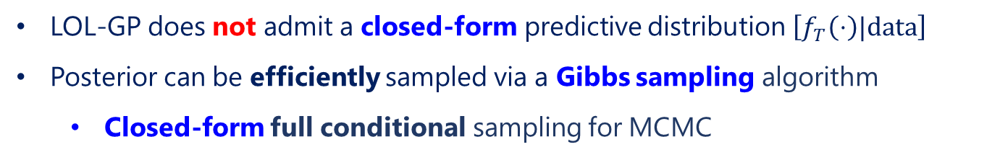 • LOL-GP does not admit a closed-form predictive distribution [f_T(·)|data]
• Posterior can be efficiently sampled via a Gibbs sampling algorithm
• Closed-form full conditional sampling for MCMC